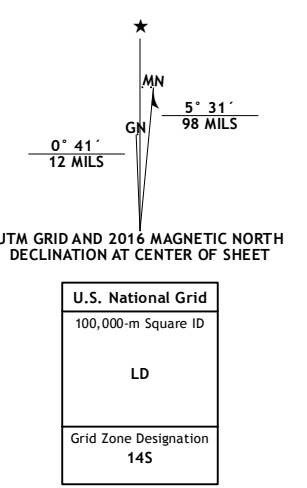 ★
MN
5° 31´
98 MILS
GN
0° 41´
12 MILS
UTM GRID AND 2016 MAGNETIC NORTH
DECLINATION AT CENTER OF SHEET
U.S. National Grid
100,000-m Square ID
LD
Grid Zone Designation
14S